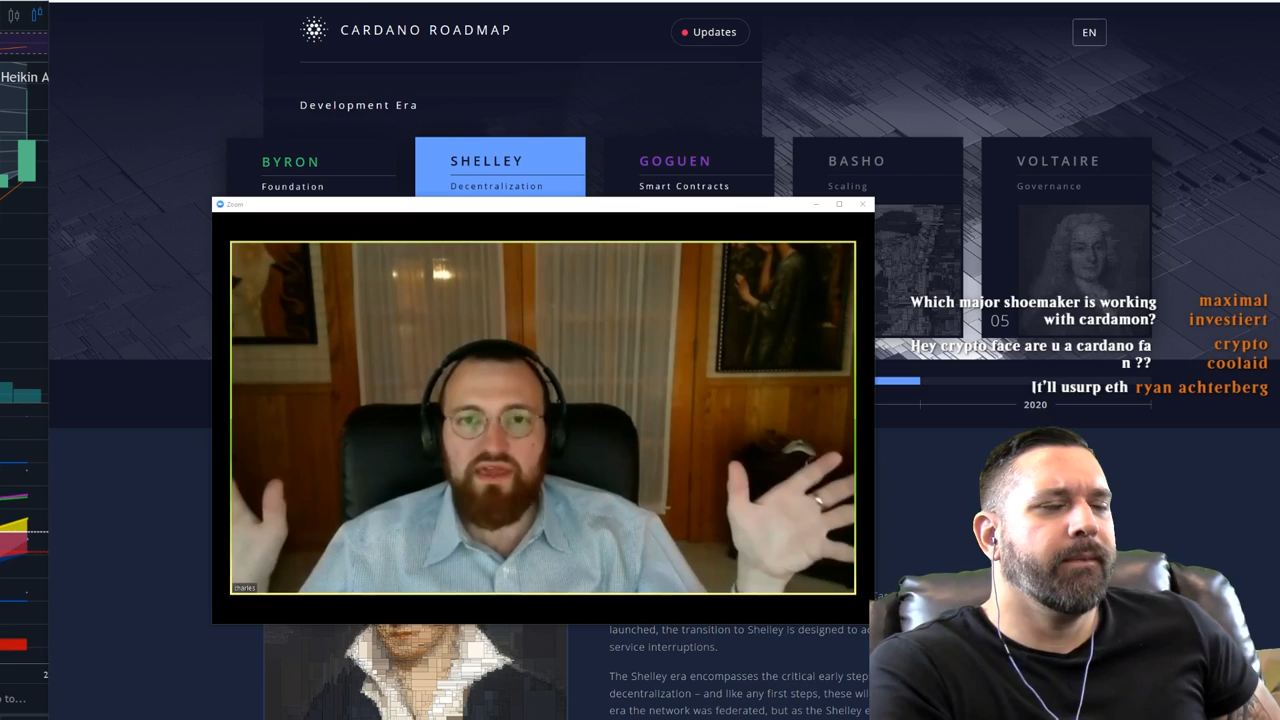 CARDANO ROADMAP
Updates
EN
Heikin A
Development Era
BYRON
Foundation
SHELLEY
Decentralization
GOGUEN
Smart Contracts
BASHO
Scaling
VOLTAIRE
Governance
Zoom
Which major shoemaker is working
with cardamon?
maximal
investiert
05
Hey crypto face are u a cardano fa
n ??
crypto
coolaid
It'll usurp eth ryan achterberg
2020
charles
launched, the transition to Shelley is designed to
service interruptions.
The Shelley era encompasses the critical early step
decentralization – and like any first steps, these
era the network was federated, but as the Shelley
2
to...